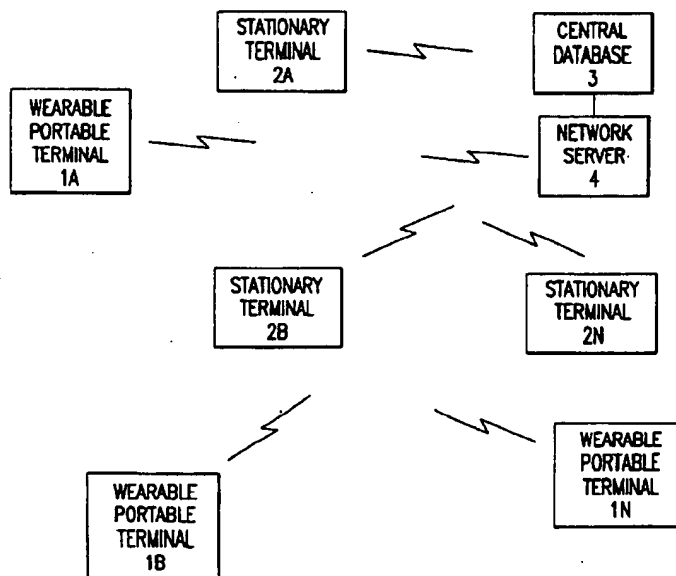 STATIONARY
TERMINAL
2A
CENTRAL
DATABASE
3
WEARABLE
PORTABLE
TERMINAL
1A
NETWORK
SERVER
4
STATIONARY
TERMINAL
2B
STATIONARY
TERMINAL
2N
WEARABLE
PORTABLE
TERMINAL
1N
WEARABLE
PORTABLE
TERMINAL
1B